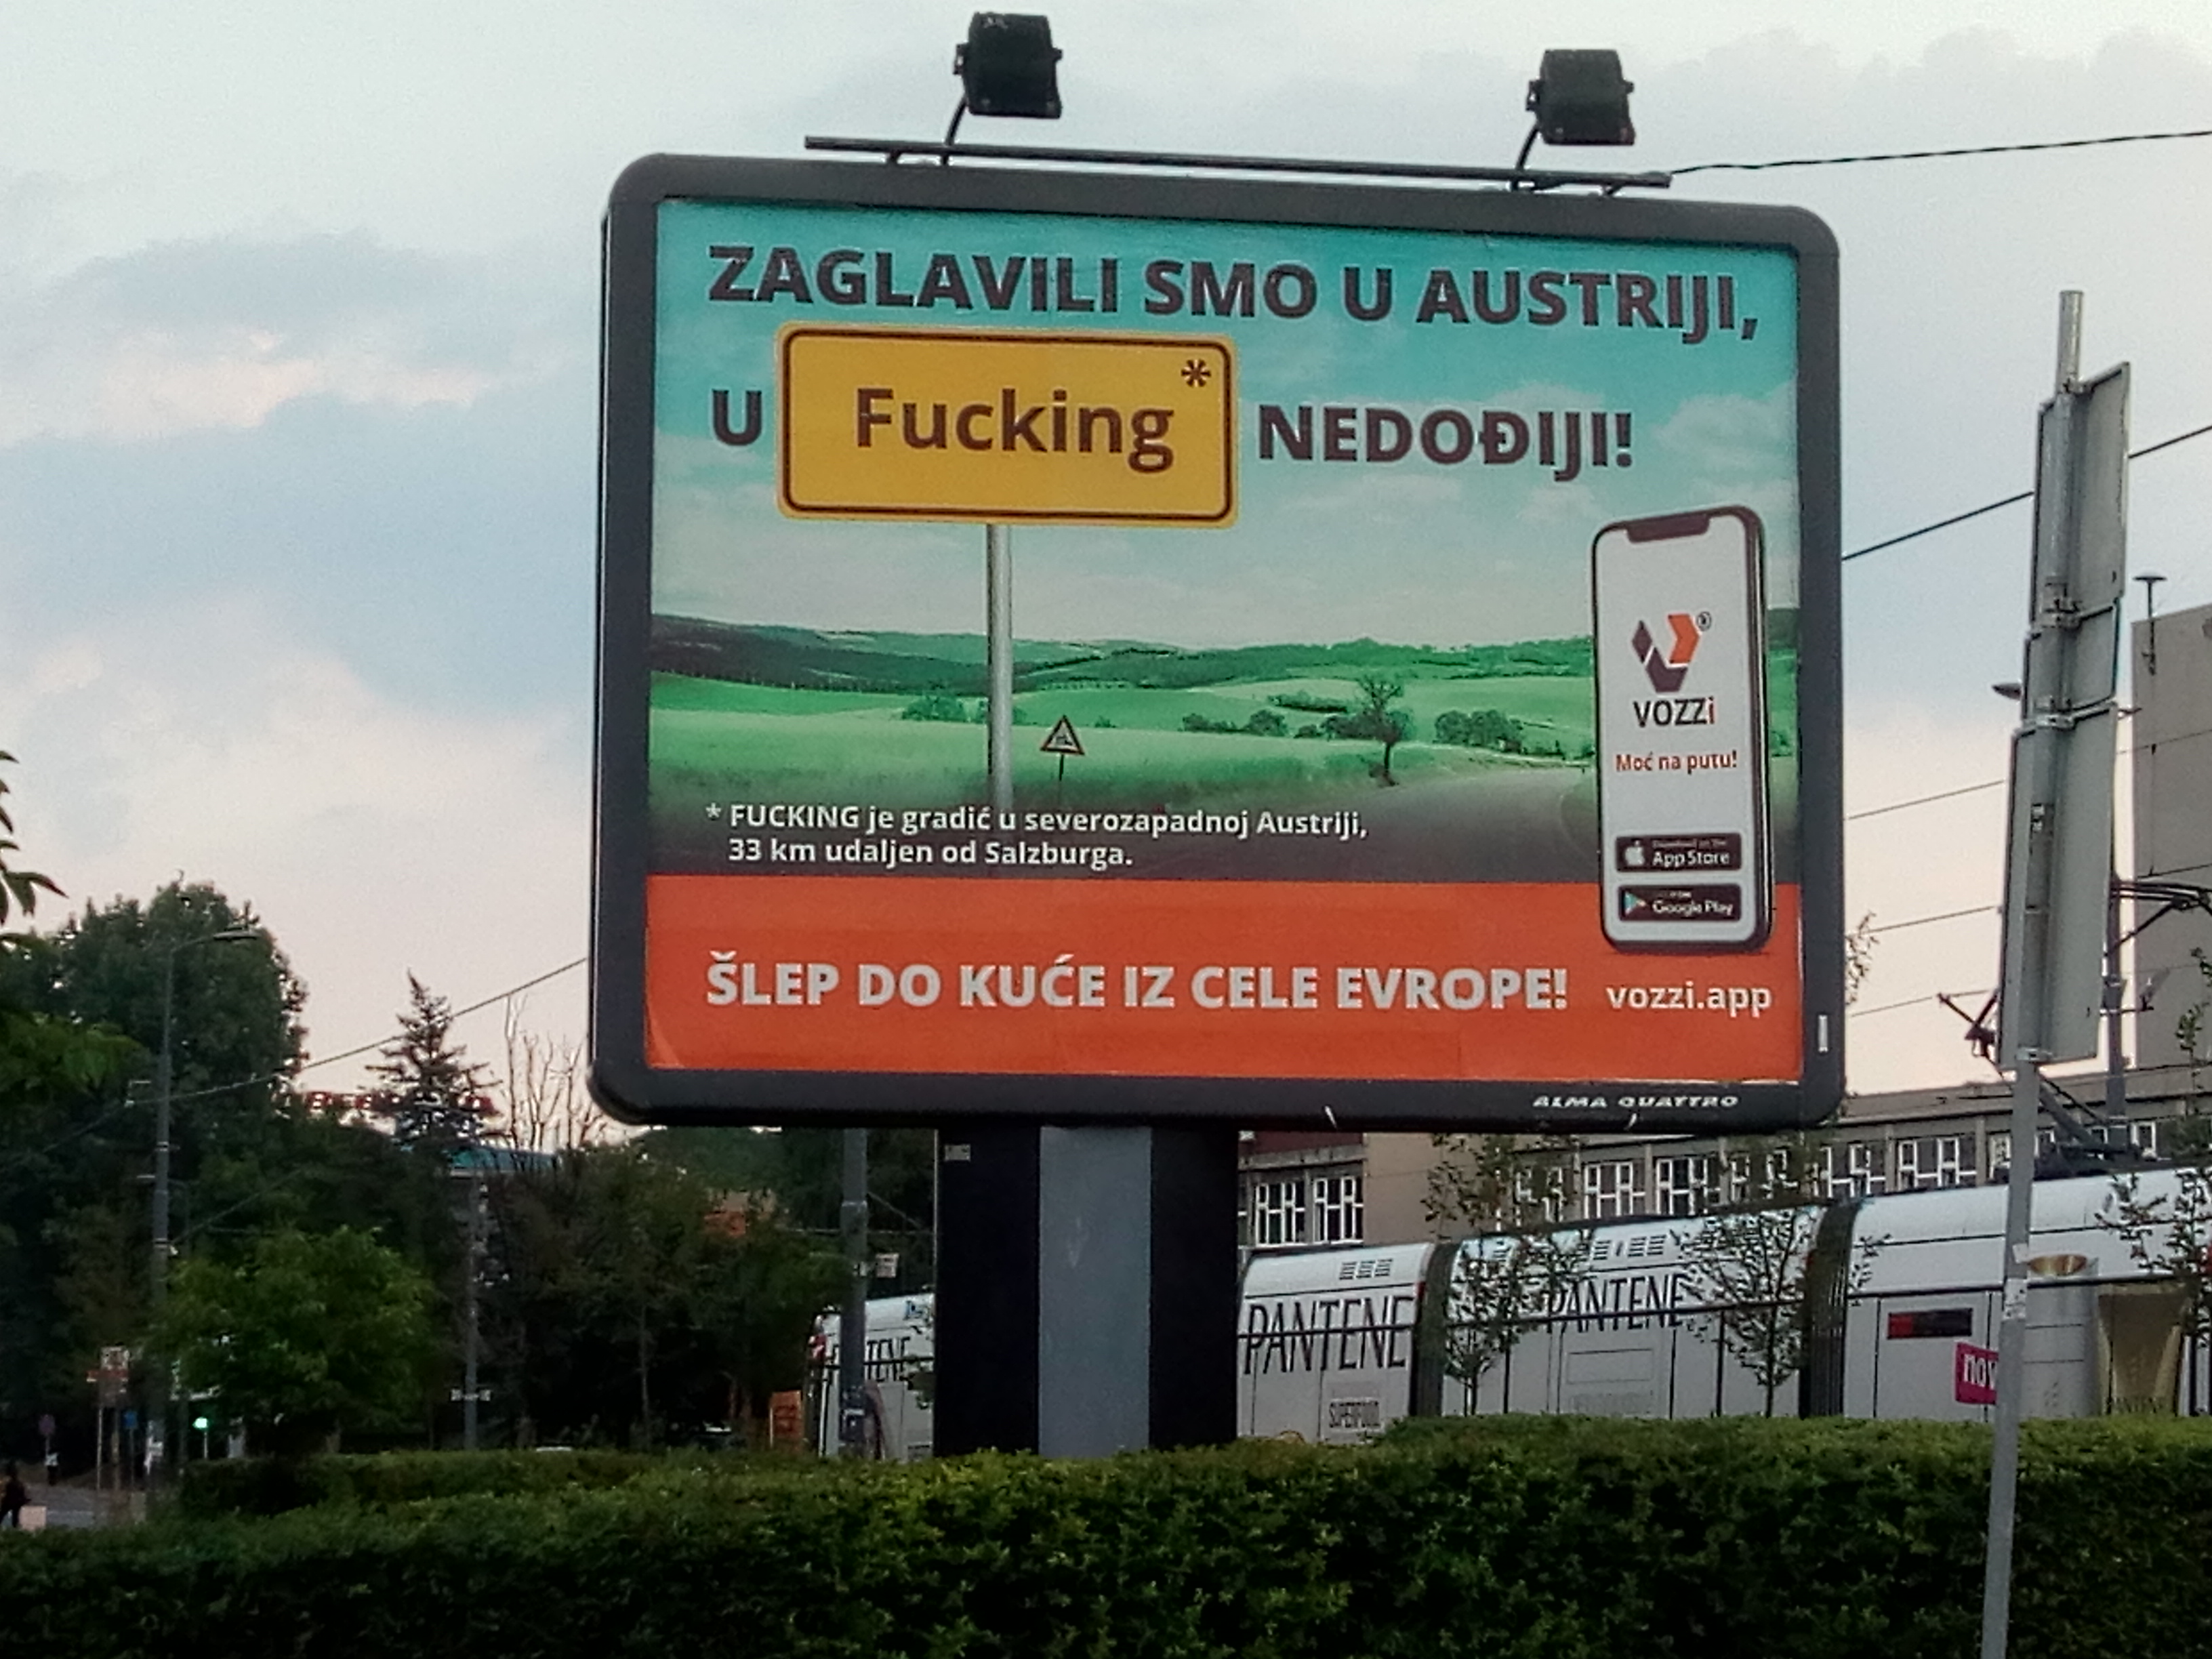 ZAGLAVILI SMO U AUSTRIJI,
U Fucking* NEDOĐIJI!
VOZZi
Moć na putu!
App Store
Google Play
* FUCKING je gradić u severozapadnoj Austriji,
33 km udaljen od Salzburga.
ŠLEP DO KUĆE IZ CELE EVROPE!
vozzi.app
ALMA QUATTRO
PANTENE
PANTENE
SUPERFOOD